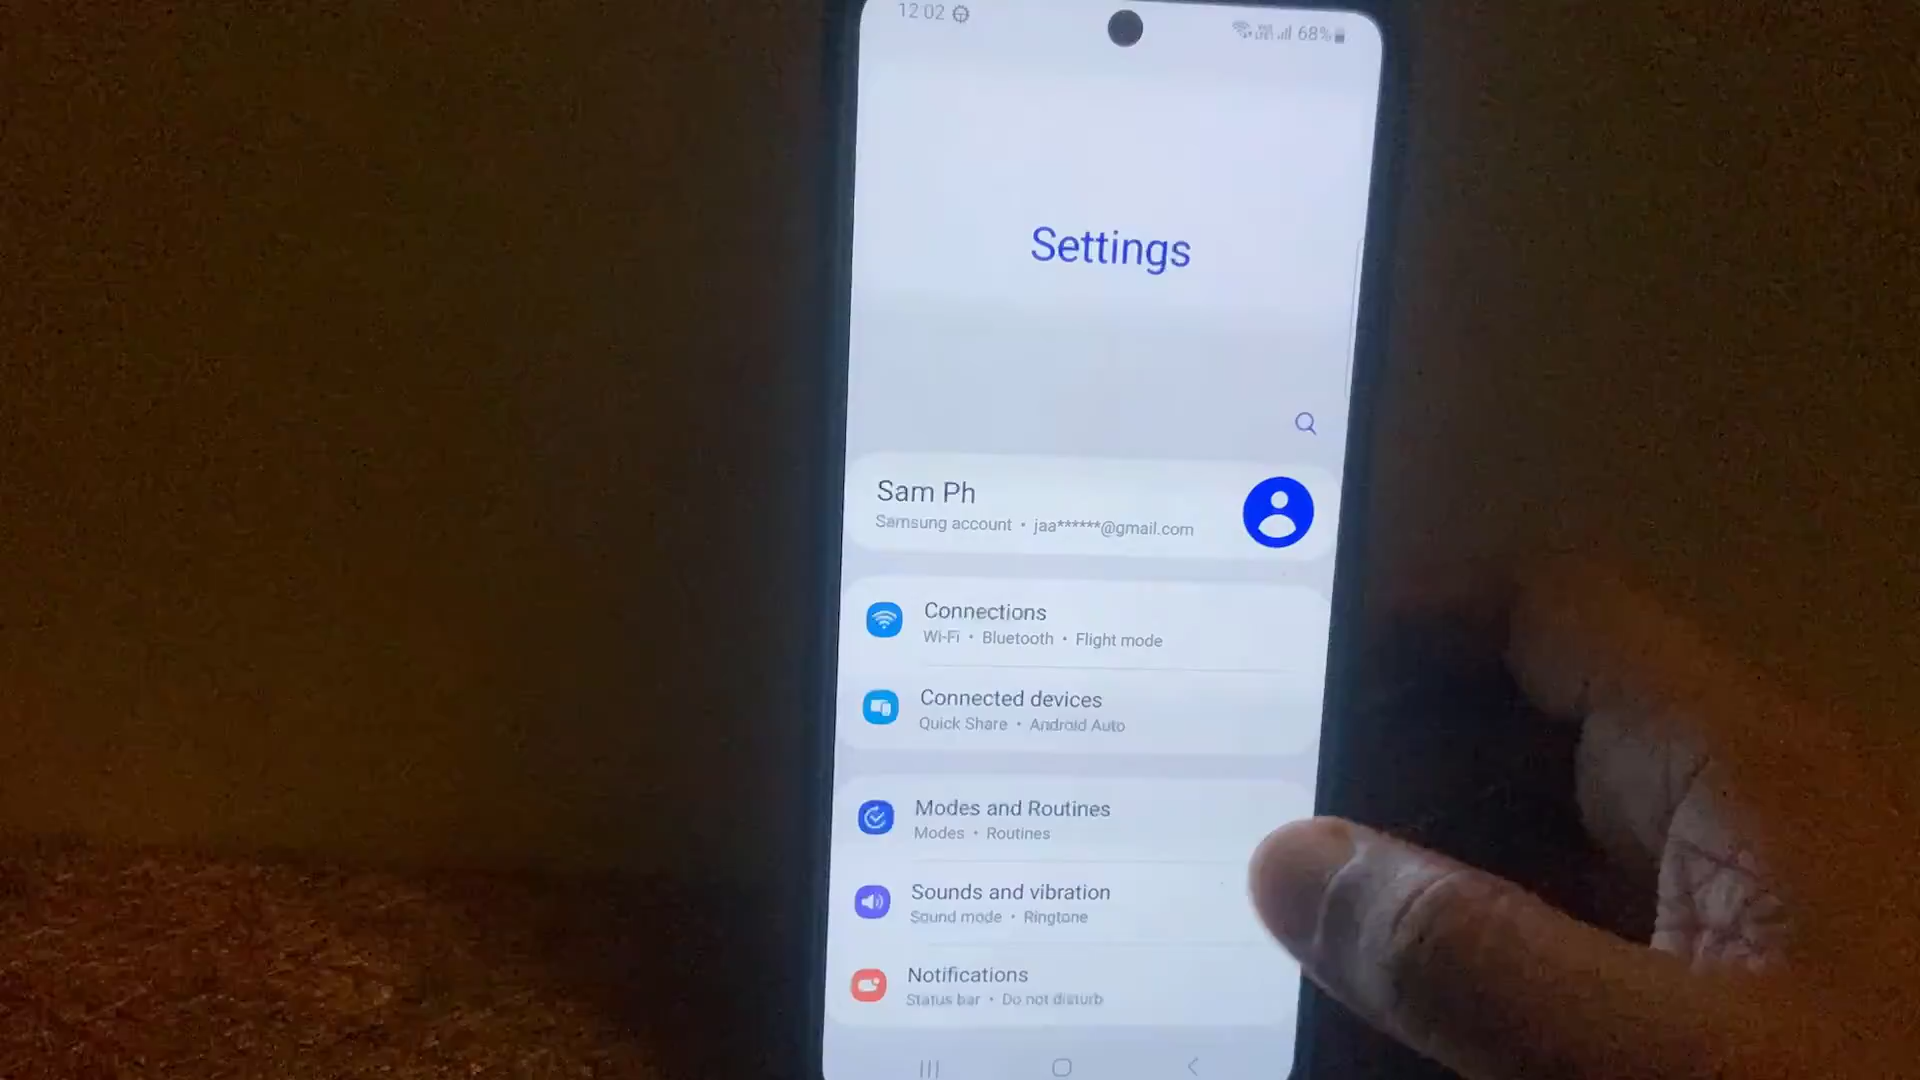 12:02
68%
Settings
Sam Ph
Samsung account • jaa******@gmail.com
Connections
Wi-Fi • Bluetooth • Flight mode
Connected devices
Quick Share • Android Auto
Modes and Routines
Modes • Routines
Sounds and vibration
Sound mode • Ringtone
Notifications
Status bar • Do not disturb